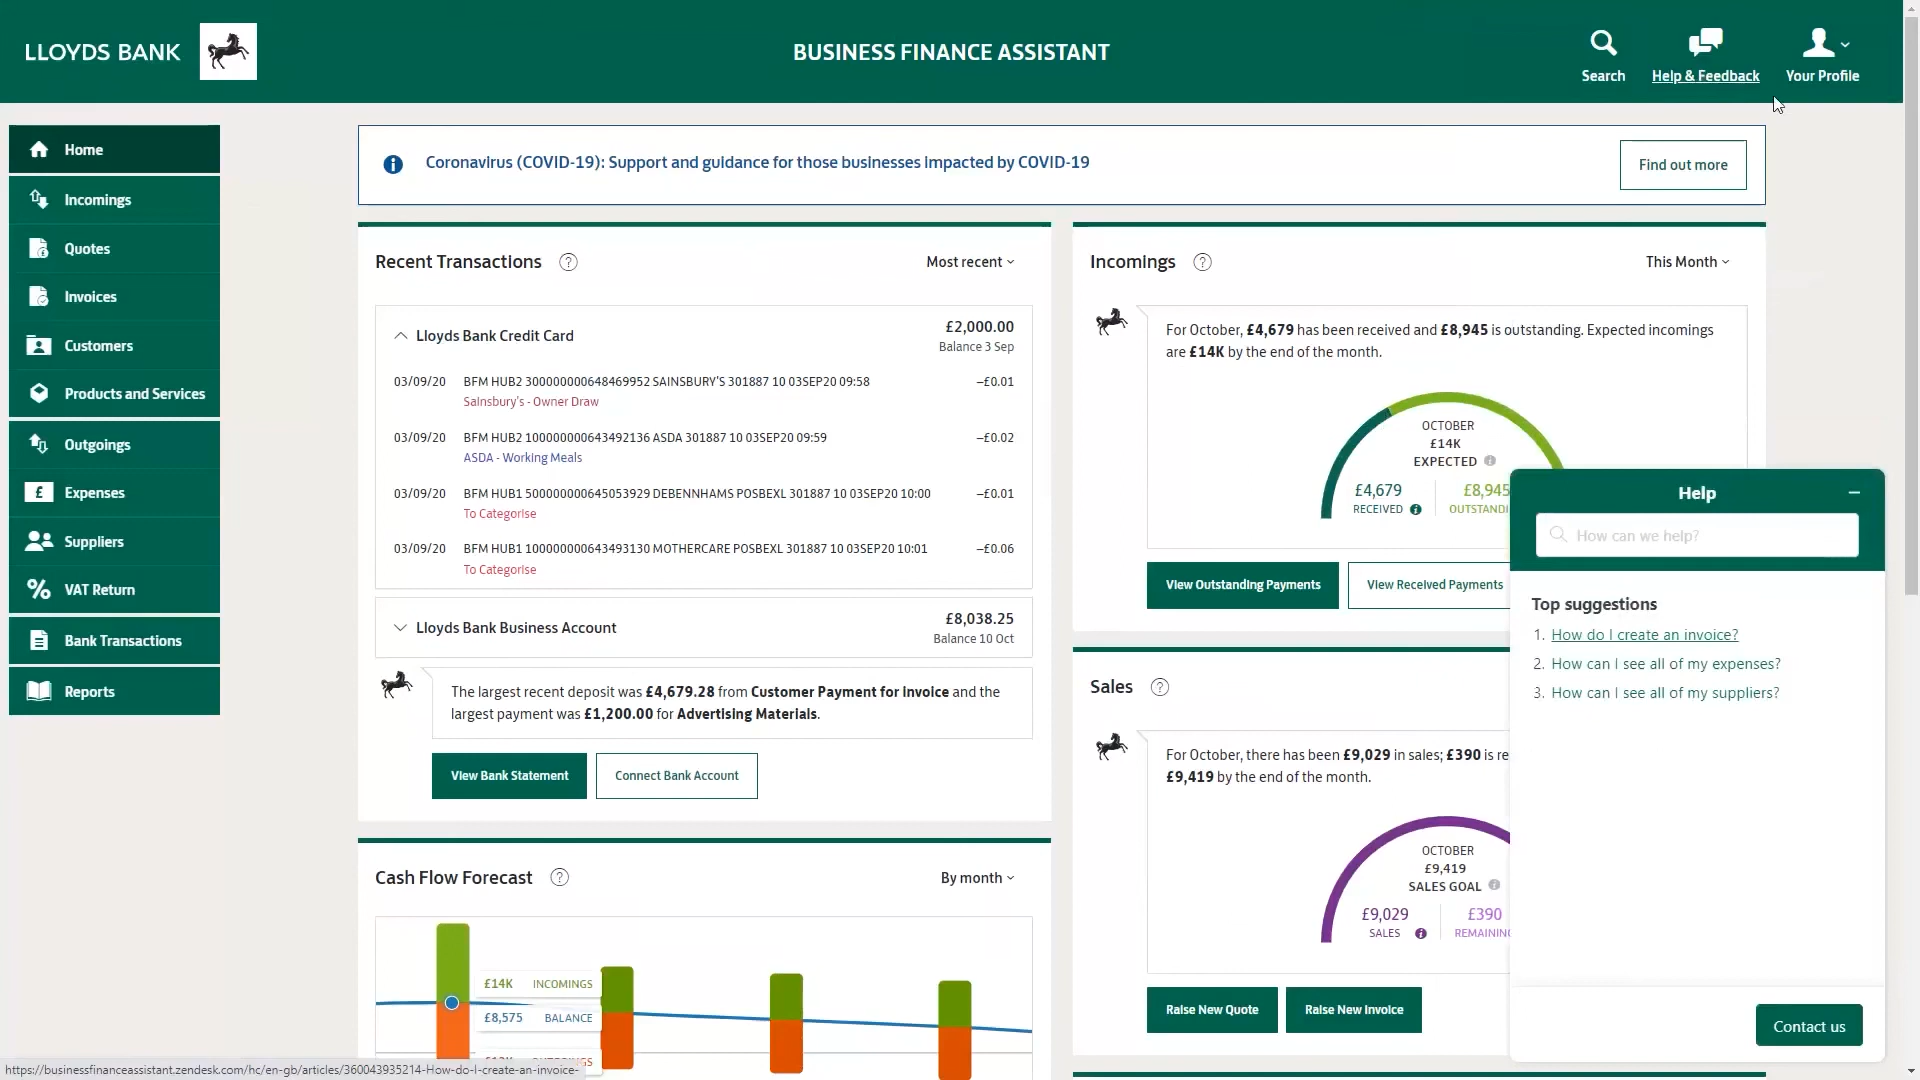 LLOYDS BANK
BUSINESS FINANCE ASSISTANT
Search
Help & Feedback
Your Profile
Home
Incomings
Quotes
Invoices
Customers
Products and Services
Outgoings
Expenses
Suppliers
VAT Return
Bank Transactions
Reports
Coronavirus (COVID-19): Support and guidance for those businesses impacted by COVID-19
Find out more
Recent Transactions
Most recent
Lloyds Bank Credit Card
£2,000.00
Balance 3 Sep
03/09/20 BFM HUB2 300000000648469952 SAINSBURY'S 301887 10 03SEP20 09:58 –£0.01
Sainsbury's - Owner Draw
03/09/20 BFM HUB2 100000000643492136 ASDA 301887 10 03SEP20 09:59 –£0.02
ASDA - Working Meals
03/09/20 BFM HUB1 500000000645053929 DEBENNHAMS POSBEXL 301887 10 03SEP20 10:00 –£0.01
To Categorise
03/09/20 BFM HUB1 100000000643493130 MOTHERCARE POSBEXL 301887 10 03SEP20 10:01 –£0.06
To Categorise
Lloyds Bank Business Account
£8,038.25
Balance 10 Oct
The largest recent deposit was £4,679.28 from Customer Payment for Invoice and the
largest payment was £1,200.00 for Advertising Materials.
View Bank Statement
Connect Bank Account
Cash Flow Forecast
By month
£14K INCOMINGS
£8,575 BALANCE
Incomings
This Month
For October, £4,679 has been received and £8,945 is outstanding. Expected incomings
are £14K by the end of the month.
OCTOBER
£14K
EXPECTED
£4,679
RECEIVED
£8,945
OUTSTANDI
View Outstanding Payments
View Received Payments
Sales
For October, there has been £9,029 in sales; £390 is re
£9,419 by the end of the month.
OCTOBER
£9,419
SALES GOAL
£9,029
SALES
£390
REMAINING
Raise New Quote
Raise New Invoice
Help
How can we help?
Top suggestions
1. How do I create an invoice?
2. How can I see all of my expenses?
3. How can I see all of my suppliers?
Contact us
https://businessfinanceassistant.zendesk.com/hc/en-gb/articles/360043935214-How-do-I-create-an-invoice-